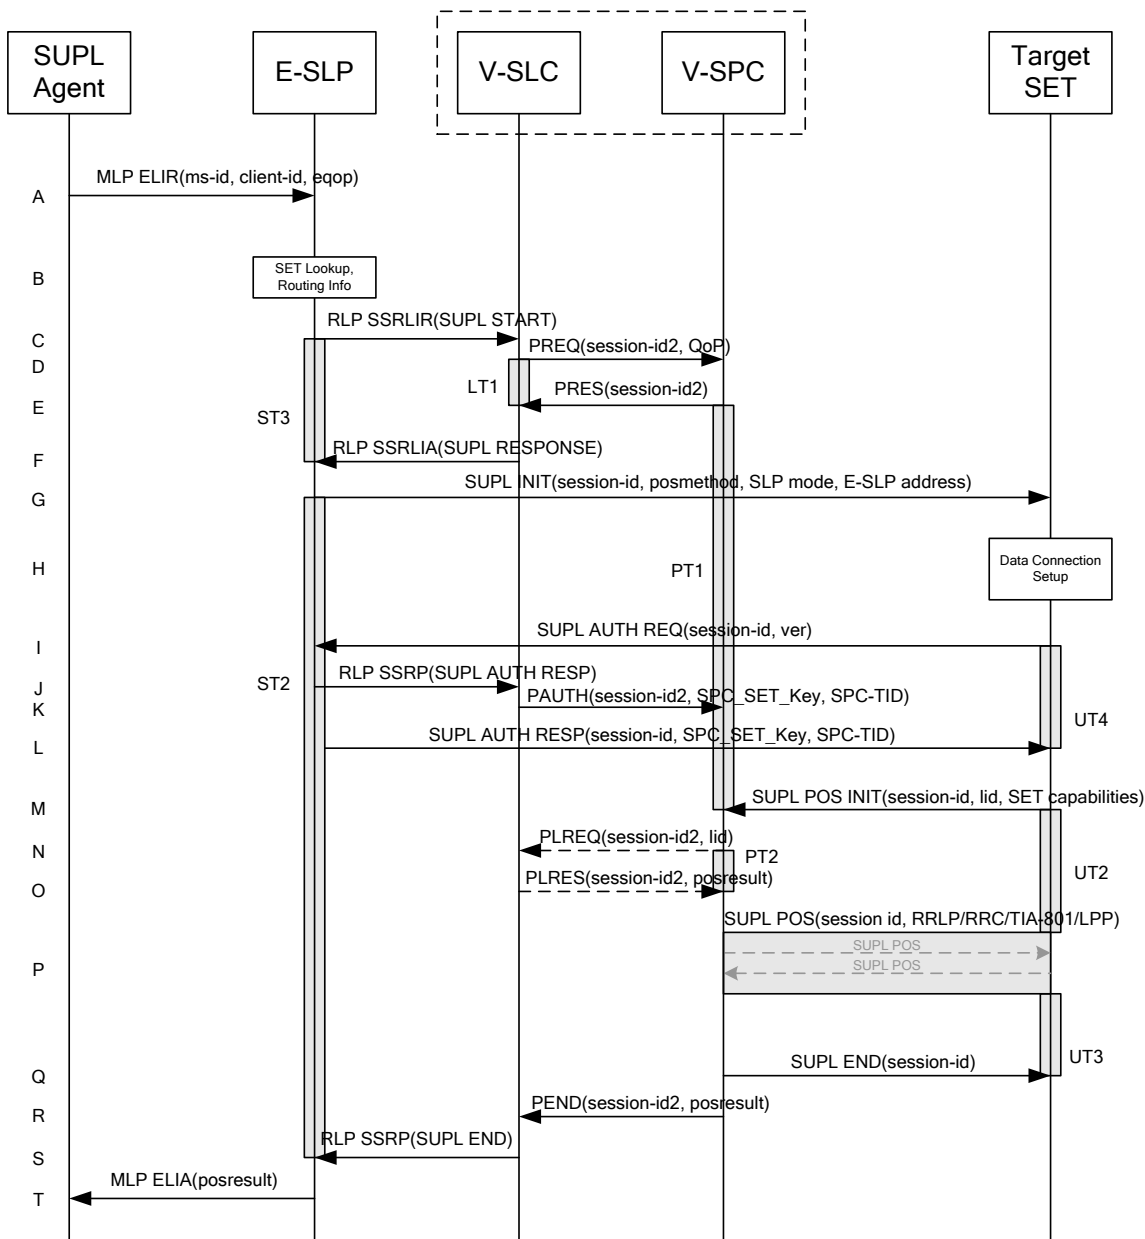 SUPL
Agent
E-SLP
V-SLC
V-SPC
Target
SET
A
MLP ELIR(ms-id, client-id, eqop)
B
SET Lookup,
Routing Info
C
RLP SSRLIR(SUPL START)
D
PREQ(session-id2, QoP)
LT1
E
PRES(session-id2)
ST3
F
RLP SSRLIA(SUPL RESPONSE)
G
SUPL INIT(session-id, posmethod, SLP mode, E-SLP address)
H
PT1
Data Connection
Setup
I
SUPL AUTH REQ(session-id, ver)
ST2
J
RLP SSRP(SUPL AUTH RESP)
K
PAUTH(session-id2, SPC_SET_Key, SPC-TID)
UT4
L
SUPL AUTH RESP(session-id, SPC_SET_Key, SPC-TID)
M
SUPL POS INIT(session-id, lid, SET capabilities)
N
PLREQ(session-id2, lid)
PT2
UT2
O
PLRES(session-id2, posresult)
SUPL POS(session id, RRLP/RRC/TIA-801/LPP)
SUPL POS
P
SUPL POS
UT3
Q
SUPL END(session-id)
R
PEND(session-id2, posresult)
S
RLP SSRP(SUPL END)
T
MLP ELIA(posresult)